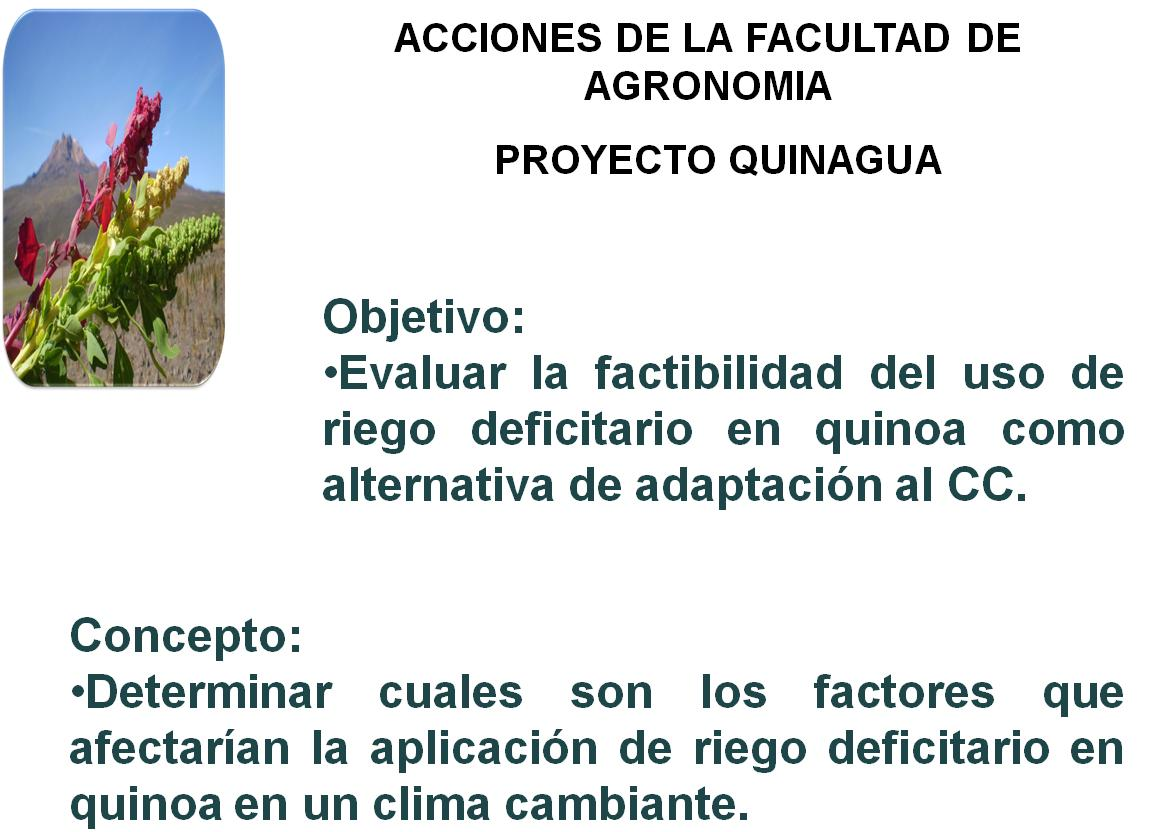 ACCIONES DE LA FACULTAD DE
AGRONOMIA
PROYECTO QUINAGUA
Objetivo:
•Evaluar la factibilidad del uso de
riego deficitario en quinoa como
alternativa de adaptación al CC.
Concepto:
•Determinar cuales son los factores que
afectarían la aplicación de riego deficitario en
quinoa en un clima cambiante.